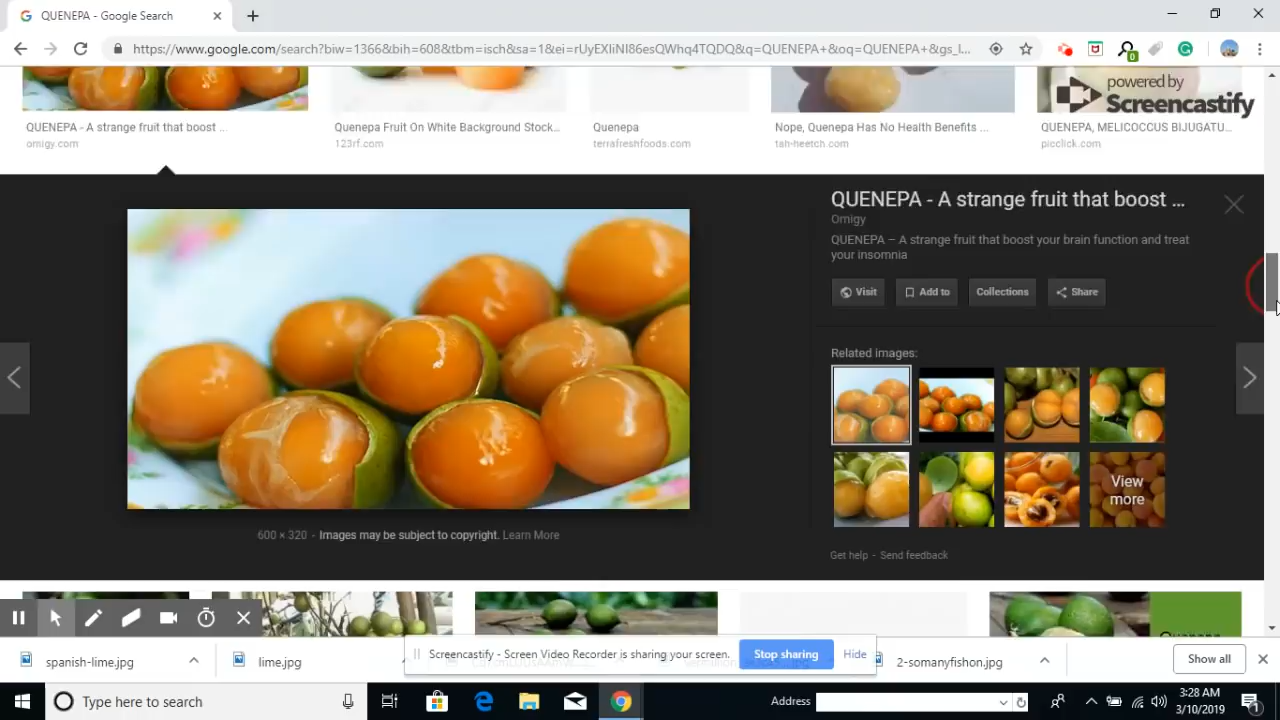 QUENEPA - Google Search
https://www.google.com/search?biw=1366&bih=608&tbm=isch&sa=1&ei=rUyEXIiNI86esQWhq4TQDQ&q=QUENEPA+&oq=QUENEPA+&gs_l...
0
powered by
Screencastify
QUENEPA - A strange fruit that boost ...
Quenepa Fruit On White Background Stock...
Quenepa
Nope, Quenepa Has No Health Benefits ...
QUENEPA, MELICOCCUS BIJUGATU...
omigy.com
123rf.com
terrafreshfoods.com
tah-heetch.com
picclick.com
QUENEPA - A strange fruit that boost ...
Omigy
QUENEPA – A strange fruit that boost your brain function and treat
your insomnia
Visit
Add to
Collections
Share
Related images:
View
more
600 × 320 - Images may be subject to copyright. Learn More
Get help - Send feedback
Screencastify - Screen Video Recorder is sharing your screen.
Stop sharing
Hide
spanish-lime.jpg
lime.jpg
2-somanyfishon.jpg
Show all
Type here to search
Address
3:28 AM
3/10/2019
1